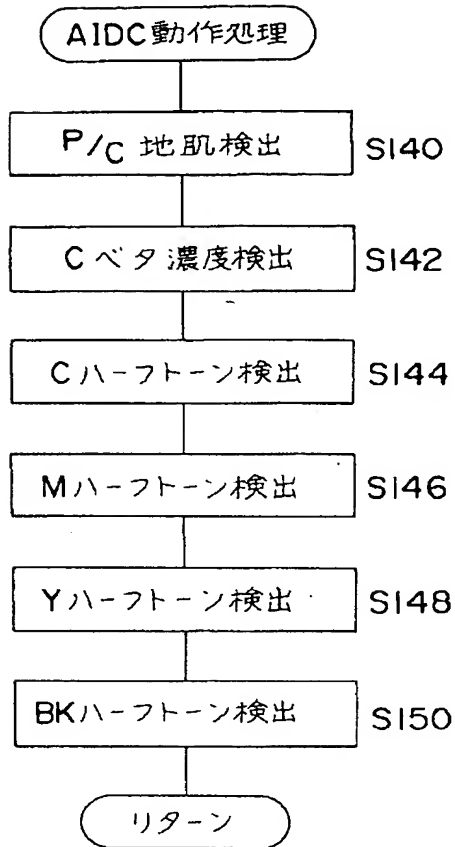 AIDC動作処理
P/C 地肌検出 S140
Cベタ濃度検出 S142
Cハーフトーン検出 S144
Mハーフトーン検出 S146
Yハーフトーン検出 S148
BKハーフトーン検出 S150
リターン